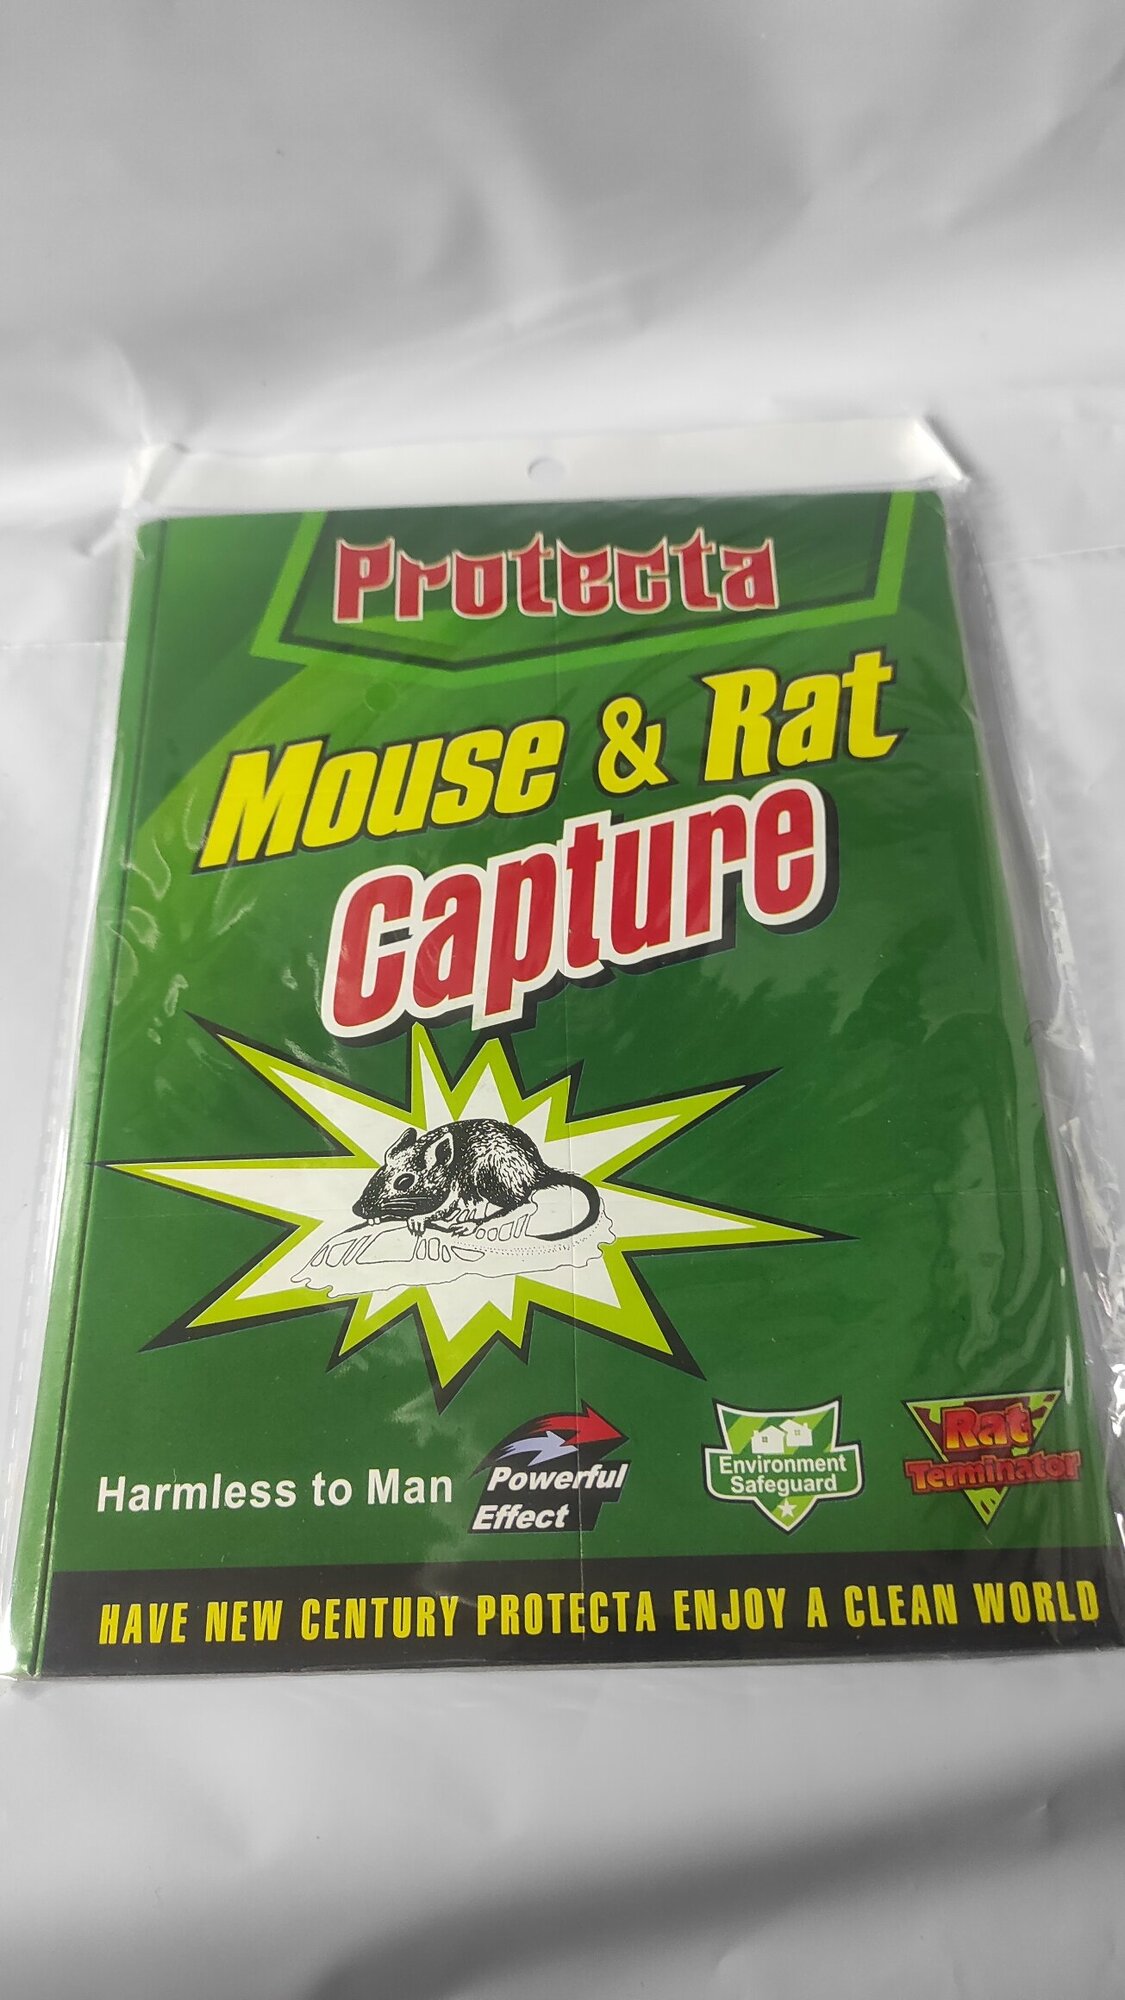 Protecta
Mouse & Rat
Capture
Harmless to Man
Powerful
Effect
Environment
Safeguard
Rat
Terminator
HAVE NEW CENTURY PROTECTA ENJOY A CLEAN WORLD